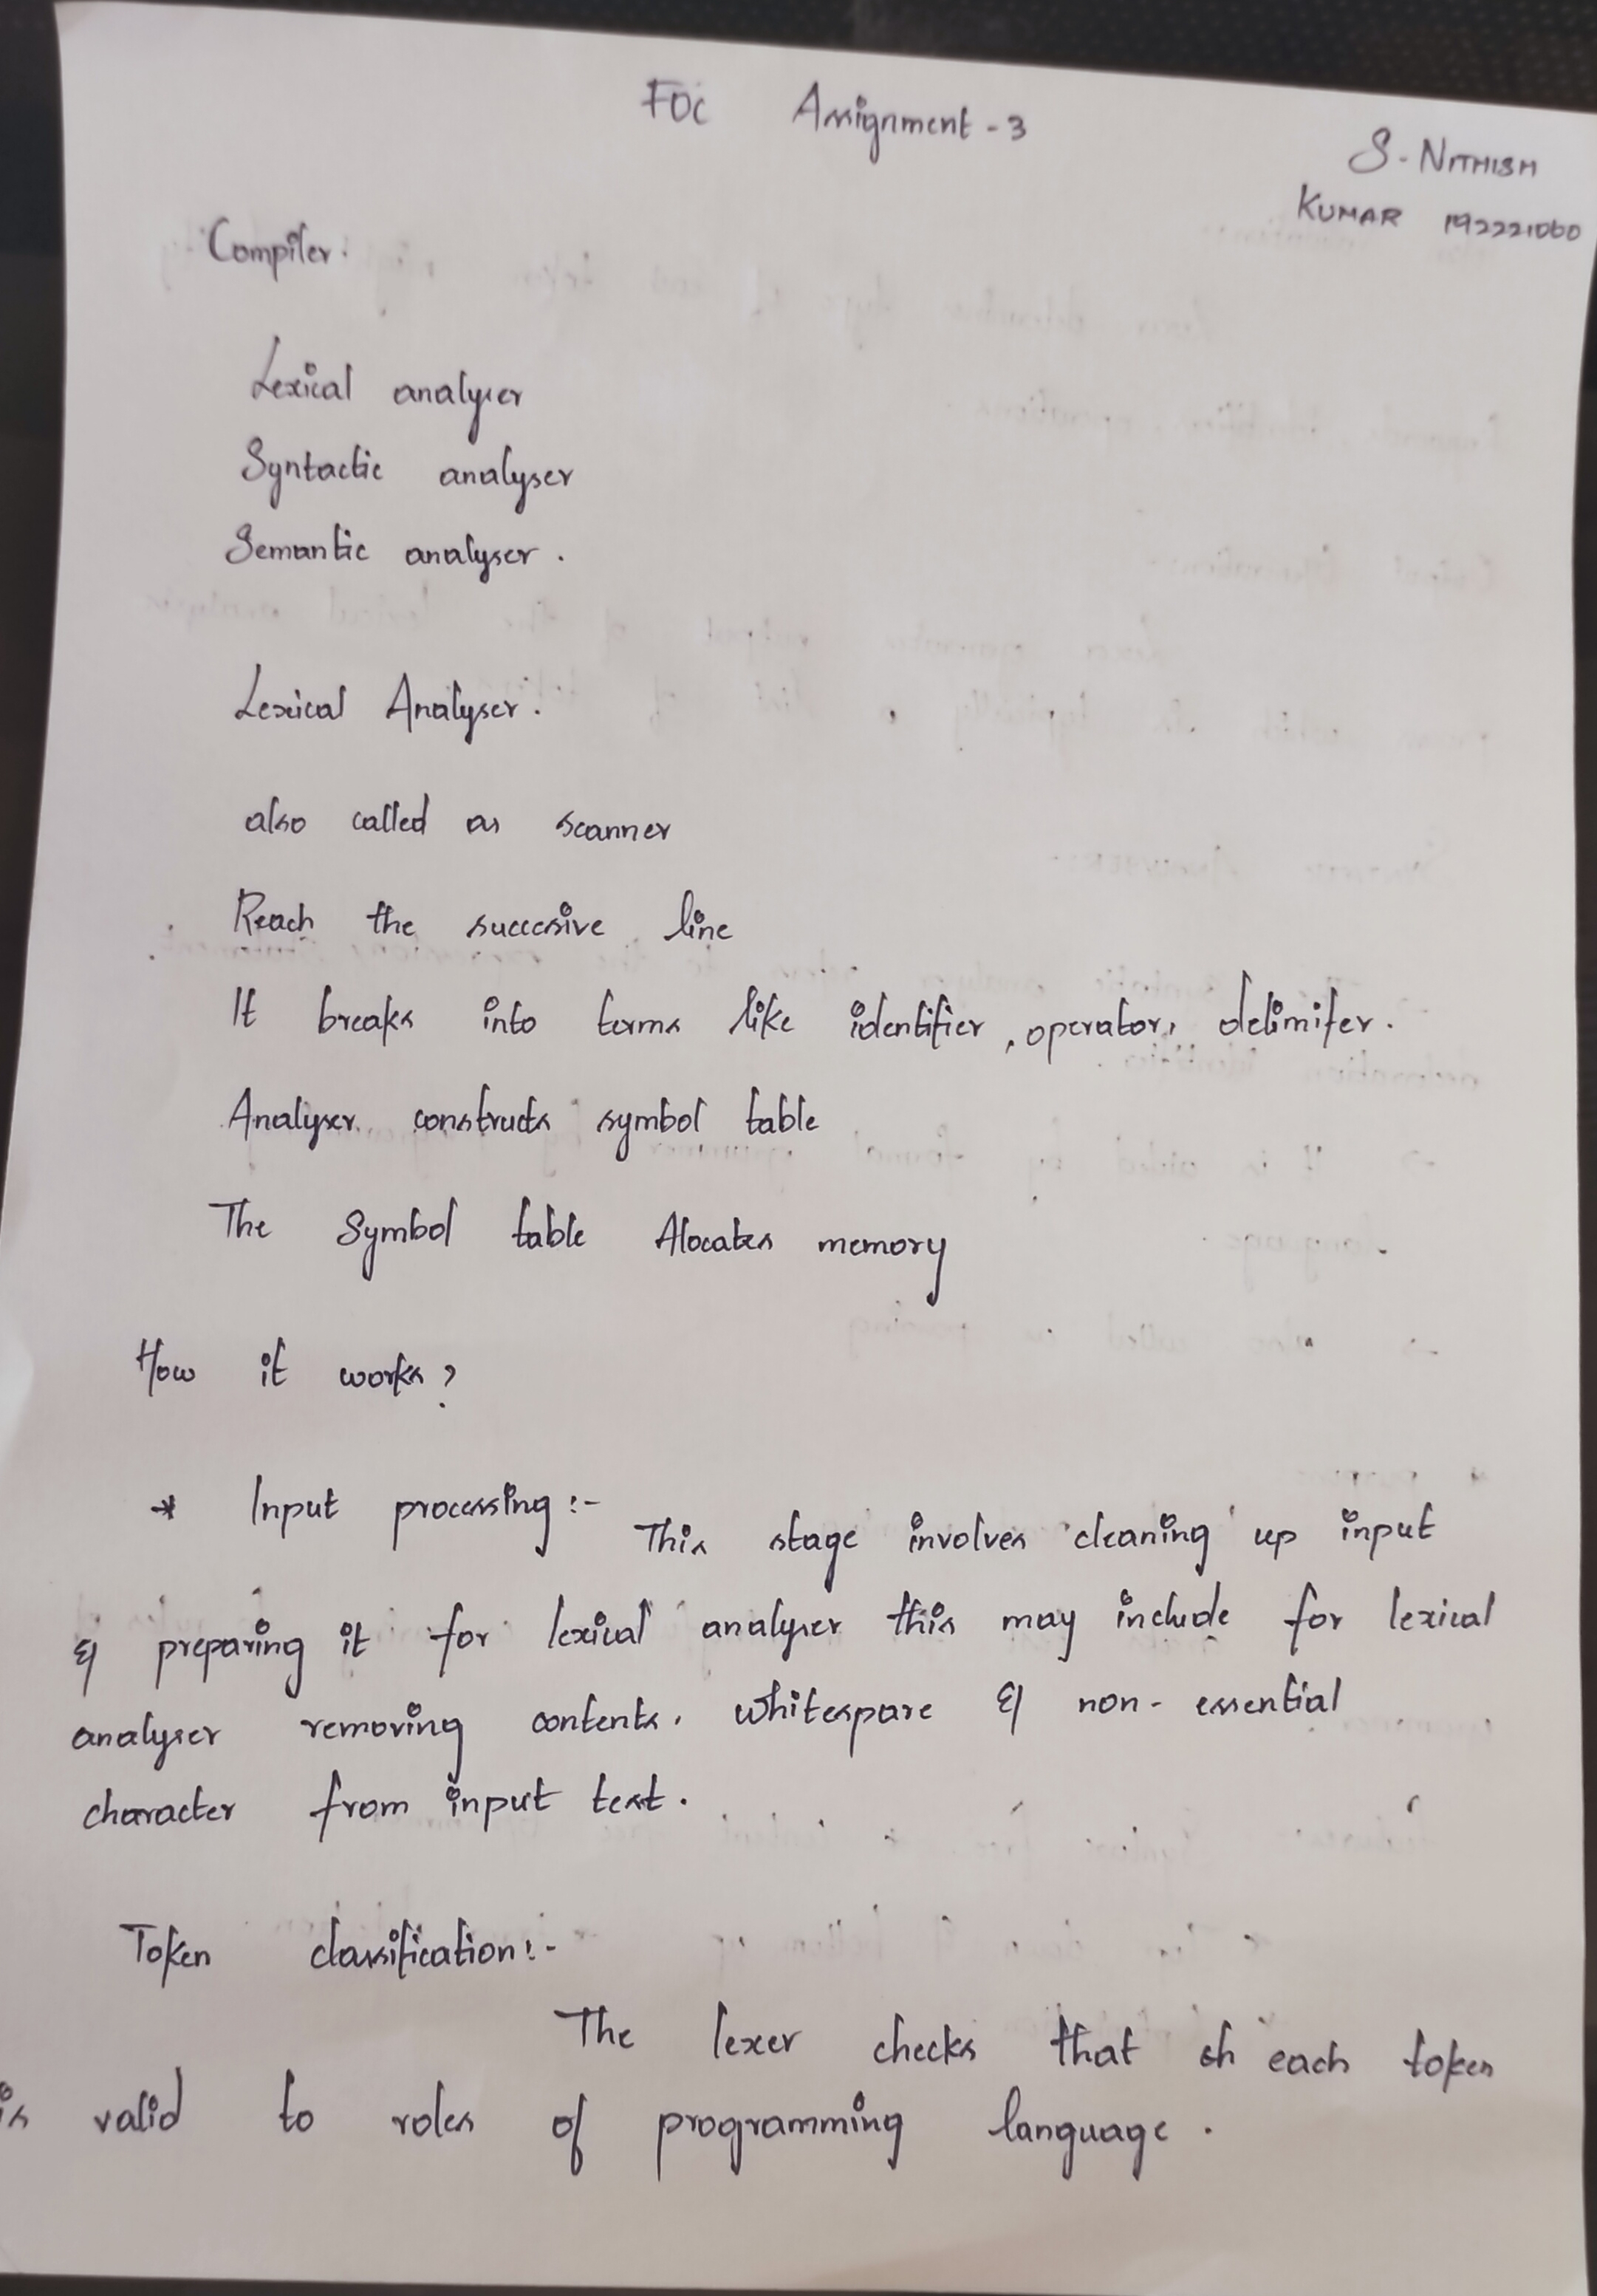 FOC Assignment - 3
S. NITHISH
KUMAR 192221060
Compiler.
Lexical analyser
Syntactic analyser
Semantic analyser.
Lexical Analyser.
also called as scanner
Reach the succesive line
It breaks into terms like identifier, operator, delimiter.
Analyser constructs symbol table
The Symbol table Alocates memory
How it works?
* Input processing :- This stage involves cleaning up input
& preparing it for lexical analyser this may include for lexical
analyser removing contents, whitespare & non-essential
character from input text.
Token classification :-
The lexer checks that each token
is valid to roles of programming language.